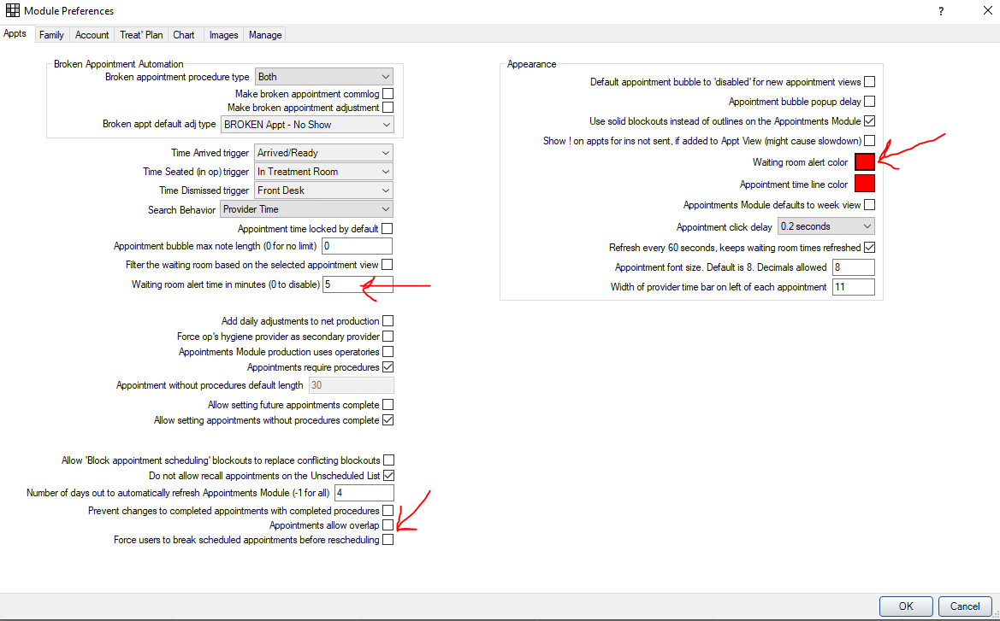 Module Preferences
?
Appts
Family
Account
Treat' Plan
Chart
Images
Manage
Broken Appointment Automation
Broken appointment procedure type
Both
Make broken appointment commlog
Make broken appointment adjustment
Broken appt default adj type
BROKEN Appt - No Show
Time Arrived trigger
Arrived/Ready
Time Seated (in op) trigger
In Treatment Room
Time Dismissed trigger
Front Desk
Search Behavior
Provider Time
Appointment time locked by default
Appointment bubble max note length (0 for no limit)
0
Filter the waiting room based on the selected appointment view
Waiting room alert time in minutes (0 to disable)
5
Add daily adjustments to net production
Force op's hygiene provider as secondary provider
Appointments Module production uses operatories
Appointments require procedures
Appointment without procedures default length
30
Allow setting future appointments complete
Allow setting appointments without procedures complete
Allow 'Block appointment scheduling' blockouts to replace conflicting blockouts
Do not allow recall appointments on the Unscheduled List
Number of days out to automatically refresh Appointments Module (-1 for all)
4
Prevent changes to completed appointments with completed procedures
Appointments allow overlap
Force users to break scheduled appointments before rescheduling
Appearance
Default appointment bubble to 'disabled' for new appointment views
Appointment bubble popup delay
Use solid blockouts instead of outlines on the Appointments Module
Show ! on appts for ins not sent, if added to Appt View (might cause slowdown)
Waiting room alert color
Appointment time line color
Appointments Module defaults to week view
Appointment click delay
0.2 seconds
Refresh every 60 seconds, keeps waiting room times refreshed
Appointment font size. Default is 8. Decimals allowed
8
Width of provider time bar on left of each appointment
11
OK
Cancel